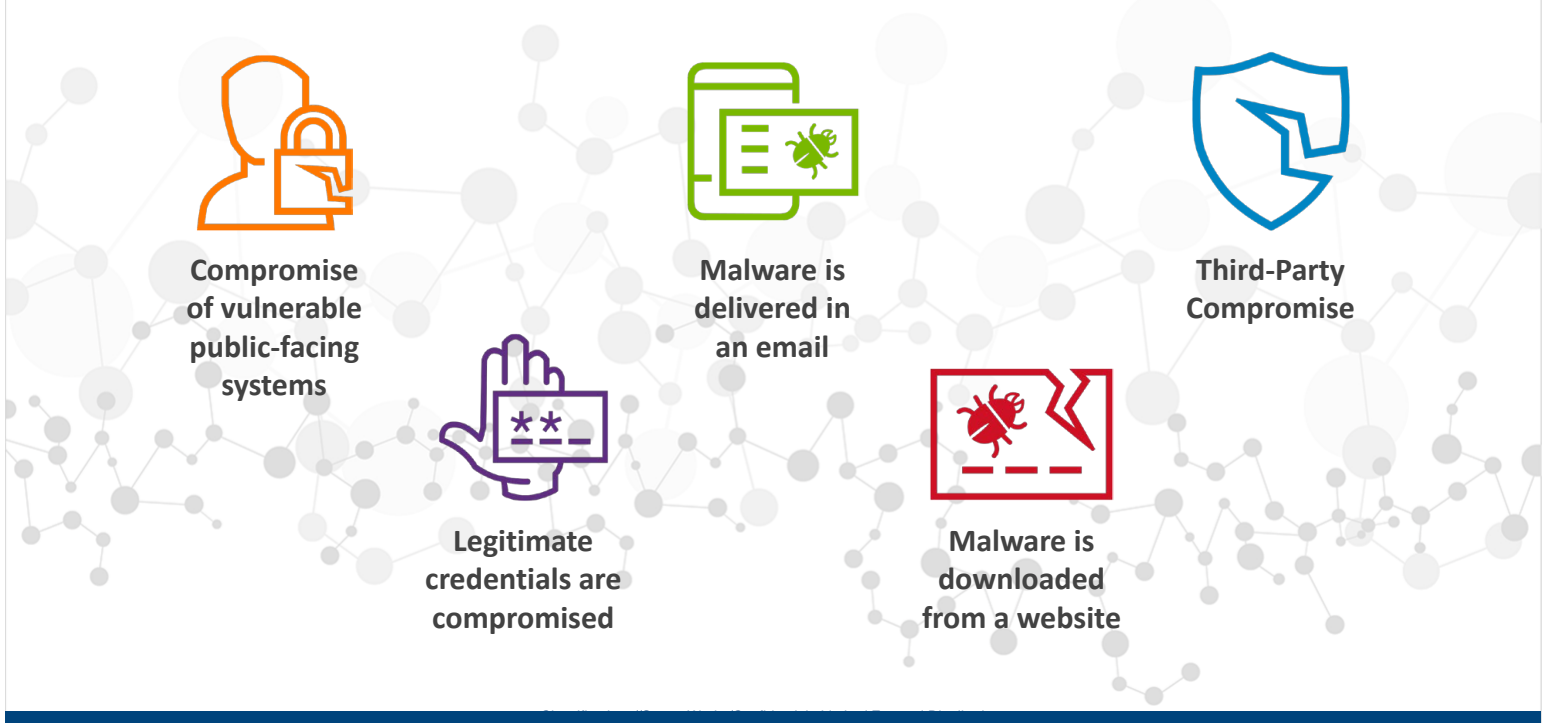 Compromise
of vulnerable
public-facing
systems
Legitimate
credentials are
compromised
Malware is
delivered in
an email
Malware is
downloaded
from a website
Third-Party
Compromise